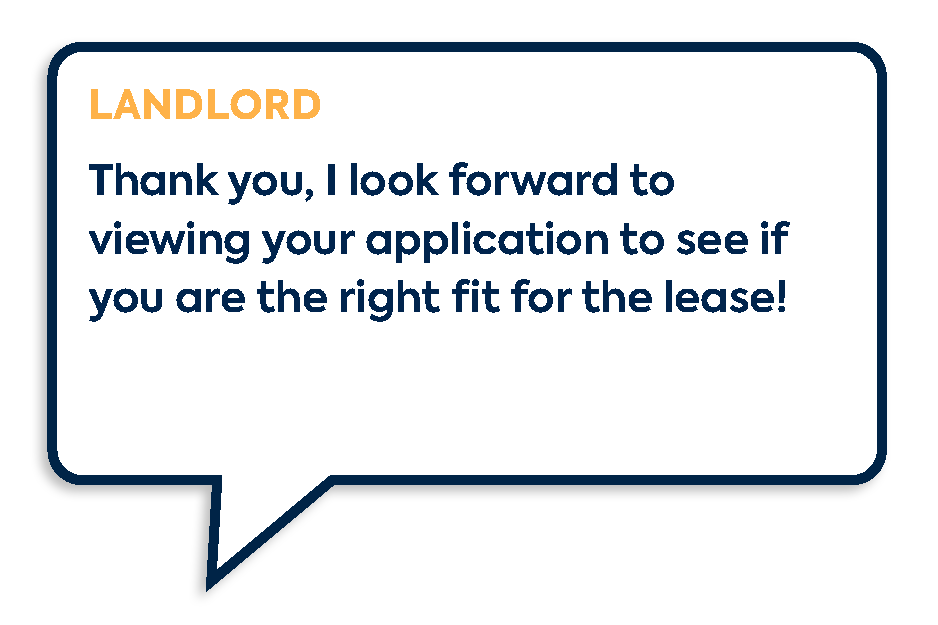 LANDLORD
Thank you, I look forward to
viewing your application to see if
you are the right fit for the lease!